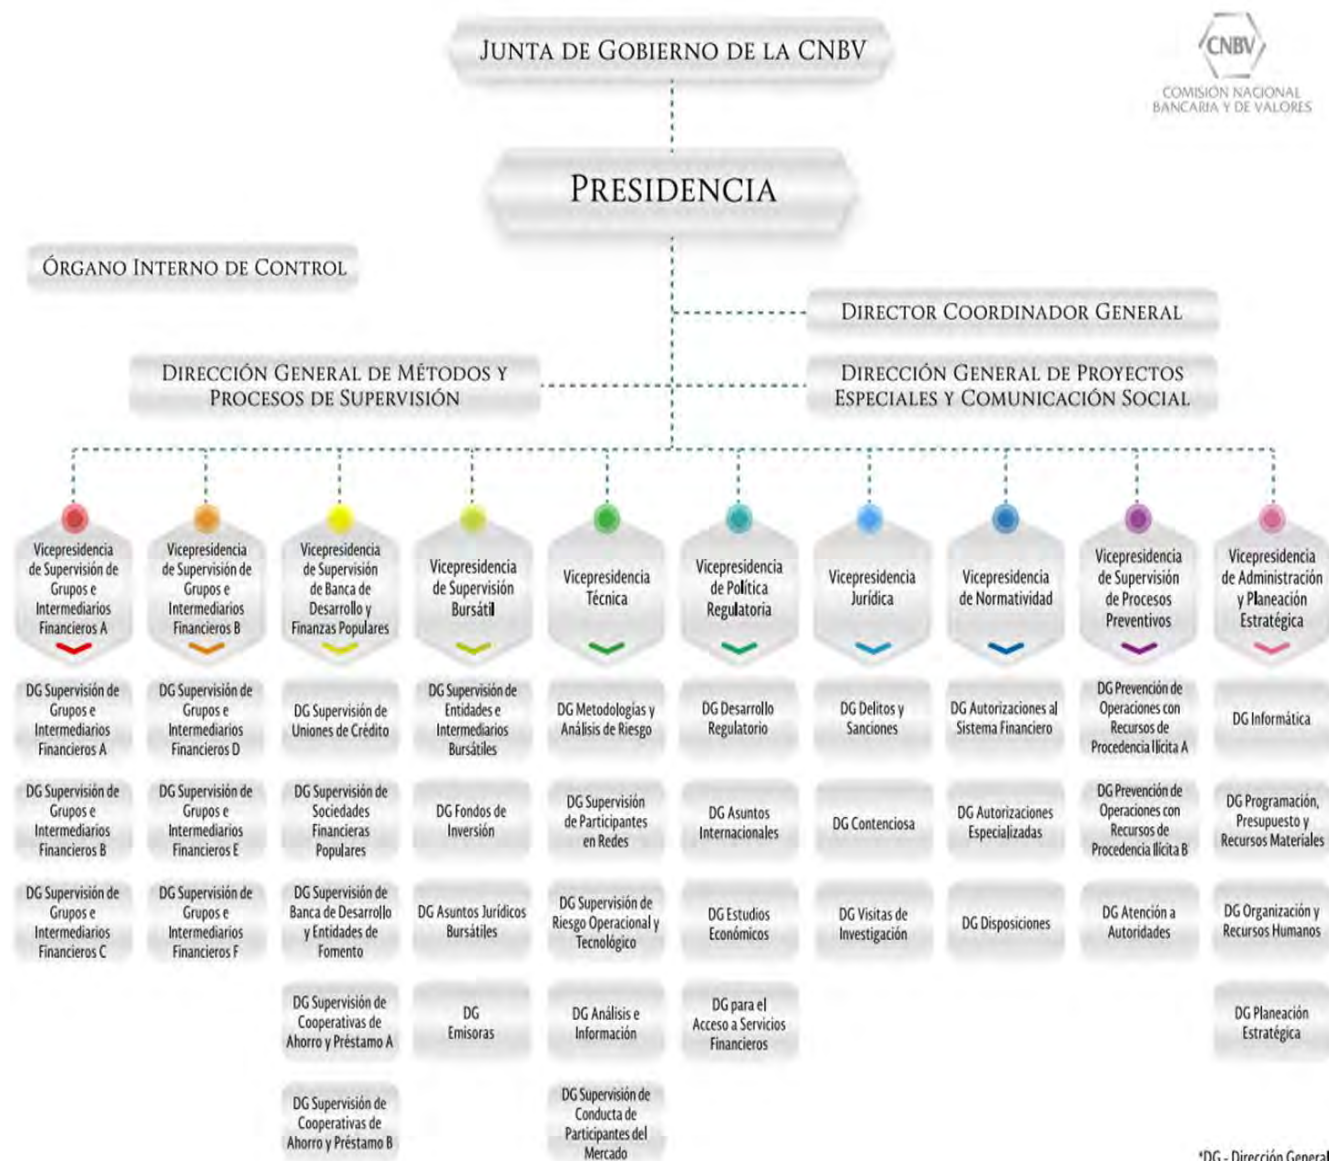 JUNTA DE GOBIERNO DE LA CNBV
CNBV
COMISIÓN NACIONAL
BANCARIA Y DE VALORES
PRESIDENCIA
ÓRGANO INTERNO DE CONTROL
DIRECTOR COORDINADOR GENERAL
DIRECCIÓN GENERAL DE MÉTODOS Y
PROCESOS DE SUPERVISIÓN
DIRECCIÓN GENERAL DE PROYECTOS
ESPECIALES Y COMUNICACIÓN SOCIAL
Vicepresidencia
de Supervisión de
Grupos e
Intermediarios
Financieros A
DG Supervisión de
Grupos e
Intermediarios
Financieros A
DG Supervisión de
Grupos e
Intermediarios
Financieros B
DG Supervisión de
Grupos e
Intermediarios
Financieros C
Vicepresidencia
de Supervisión de
Grupos e
Intermediarios
Financieros B
DG Supervisión de
Grupos e
Intermediarios
Financieros D
DG Supervisión de
Grupos e
Intermediarios
Financieros E
DG Supervisión de
Grupos e
Intermediarios
Financieros F
Vicepresidencia
de Supervisión
de Banca de
Desarrollo y
Finanzas Populares
DG Supervisión de
Uniones de Crédito
DG Supervisión de
Sociedades
Financieras
Populares
DG Supervisión de
Banca de Desarrollo
y Entidades de
Fomento
DG Supervisión de
Cooperativas de
Ahorro y Préstamo A
DG Supervisión de
Cooperativas de
Ahorro y Préstamo B
Vicepresidencia
de Supervisión
Bursátil
DG Supervisión de
Entidades e
Intermediarios
Bursátiles
DG Fondos de
Inversión
DG Asuntos Jurídicos
Bursátiles
DG
Emisoras
Vicepresidencia
Técnica
DG Metodologías y
Análisis de Riesgo
DG Supervisión
de Participantes
en Redes
DG Supervisión de
Riesgo Operacional y
Tecnológico
DG Análisis e
Información
DG Supervisión de
Conducta de
Participantes del
Mercado
Vicepresidencia
de Política
Regulatoria
DG Desarrollo
Regulatorio
DG Asuntos
Internacionales
DG Estudios
Económicos
DG para el
Acceso a Servicios
Financieros
Vicepresidencia
Jurídica
DG Delitos y
Sanciones
DG Contenciosa
DG Visitas de
Investigación
Vicepresidencia
de Normatividad
DG Autorizaciones al
Sistema Financiero
DG Autorizaciones
Especializadas
DG Disposiciones
Vicepresidencia
de Supervisión
de Procesos
Preventivos
DG Prevención de
Operaciones con
Recursos de
Procedencia Ilícita A
DG Prevención de
Operaciones con
Recursos de
Procedencia Ilícita B
DG Atención a
Autoridades
Vicepresidencia
de Administración
y Planeación
Estratégica
DG Informática
DG Programación,
Presupuesto y
Recursos Materiales
DG Organización y
Recursos Humanos
DG Planeación
Estratégica
*DG - Dirección General